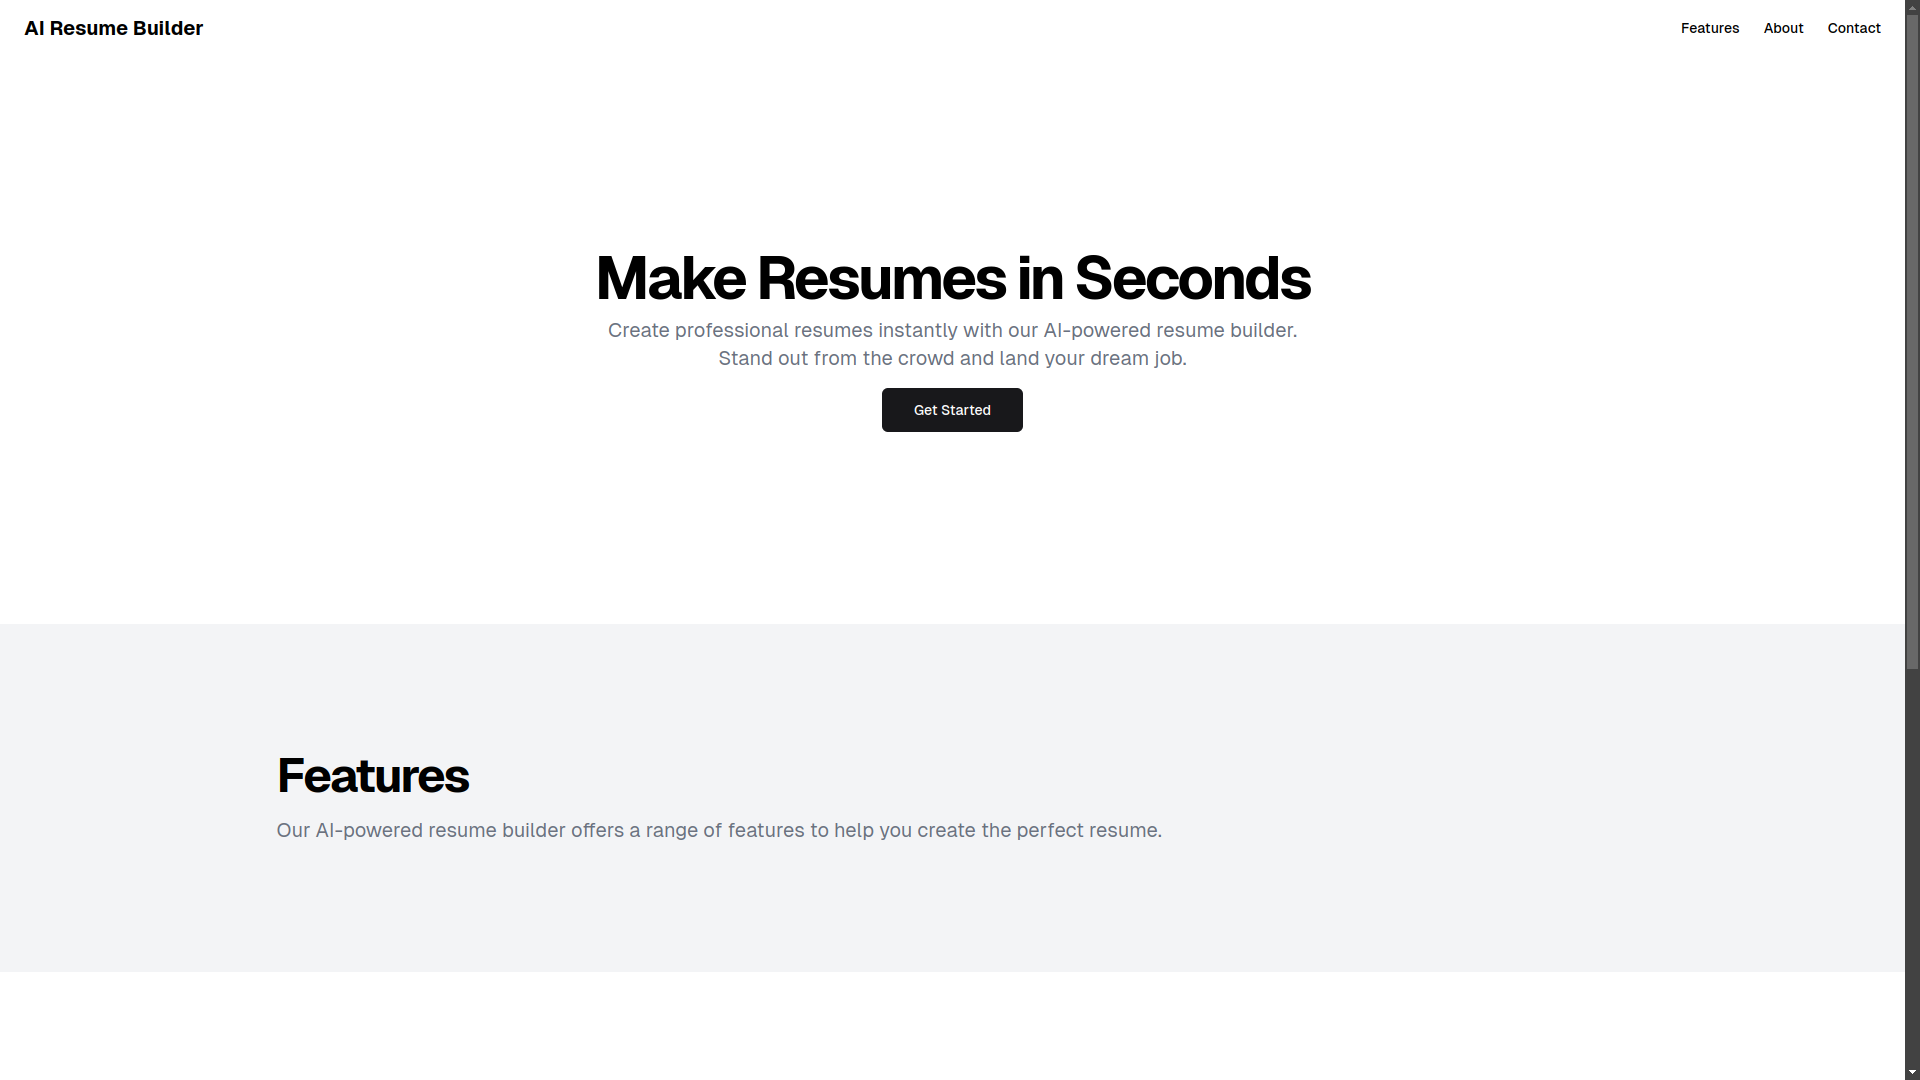 AI Resume Builder
Features
About
Contact
Make Resumes in Seconds
Create professional resumes instantly with our AI-powered resume builder.
Stand out from the crowd and land your dream job.
Get Started
Features
Our AI-powered resume builder offers a range of features to help you create the perfect resume.